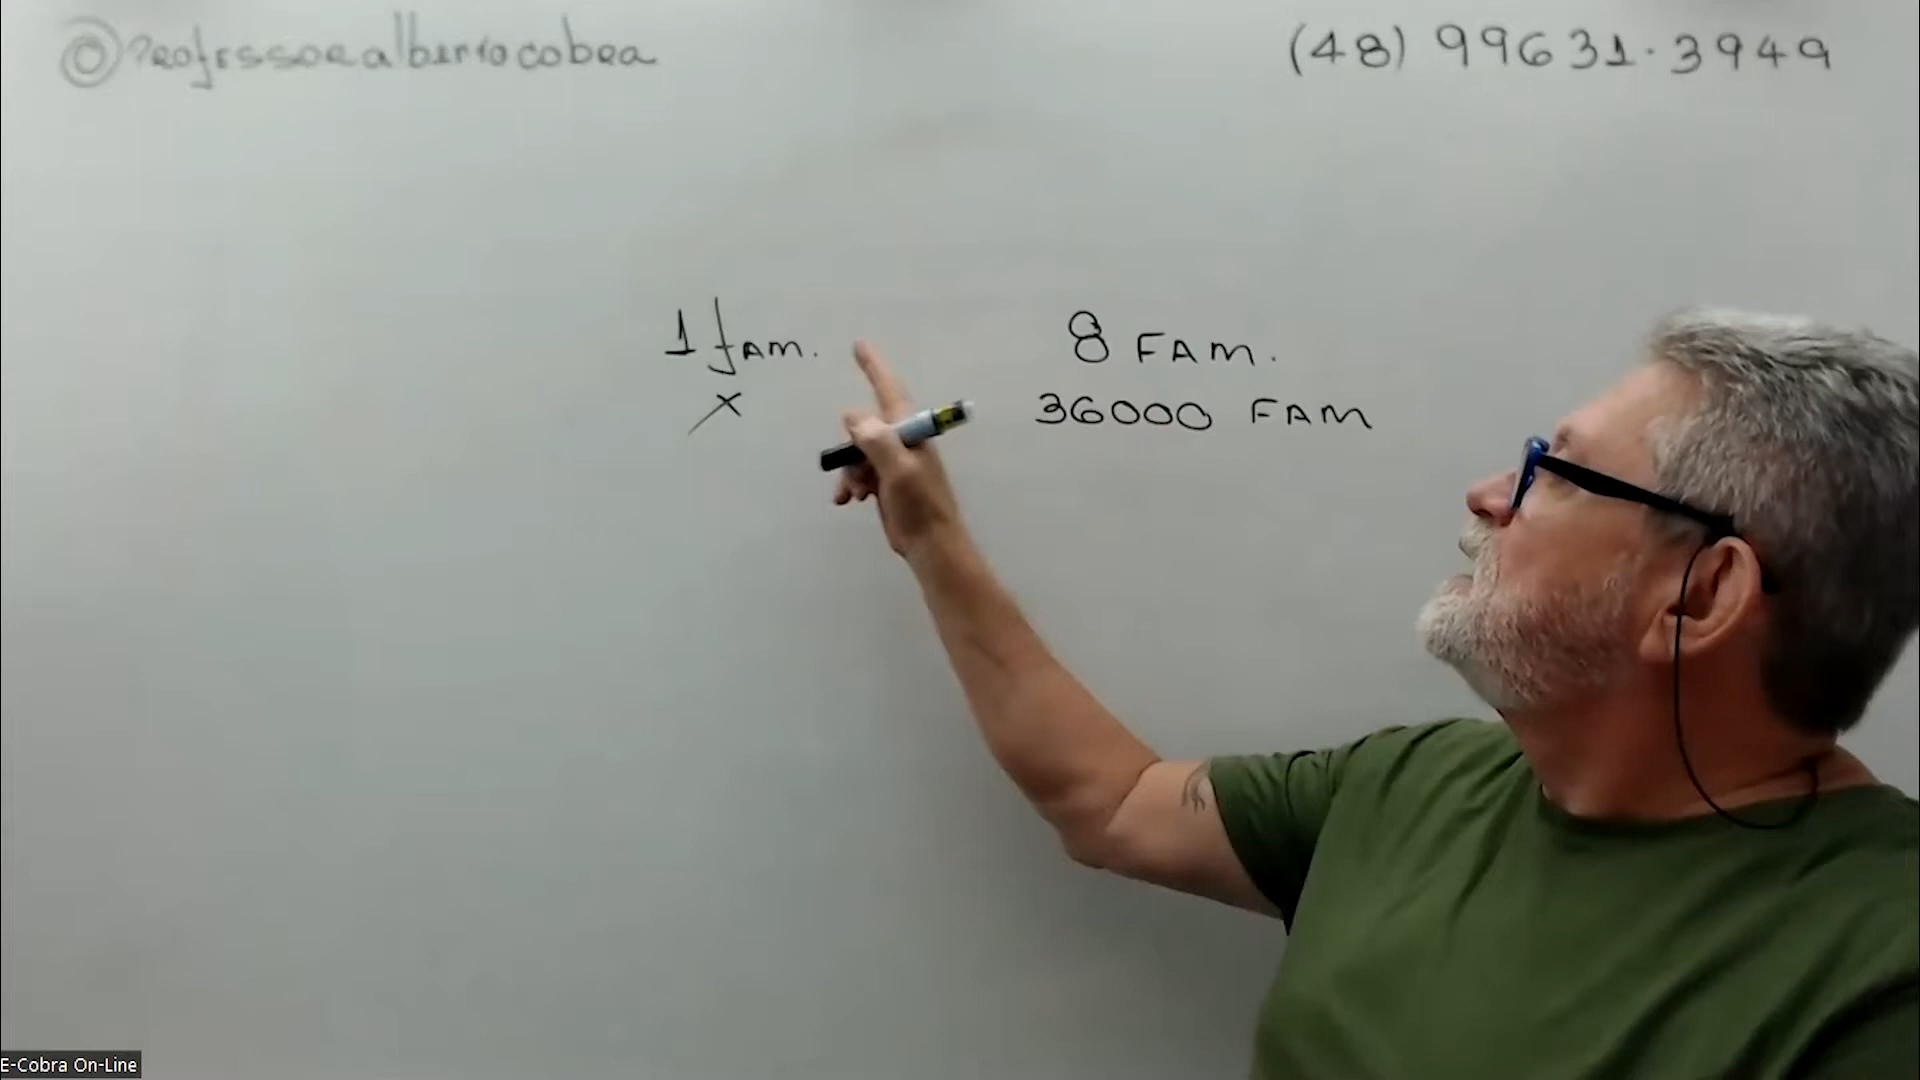 @Professoralbertocobra
(48) 99631.3949
1 fam. 8 FAM.
x 36000 FAM
E-Cobra On-Line